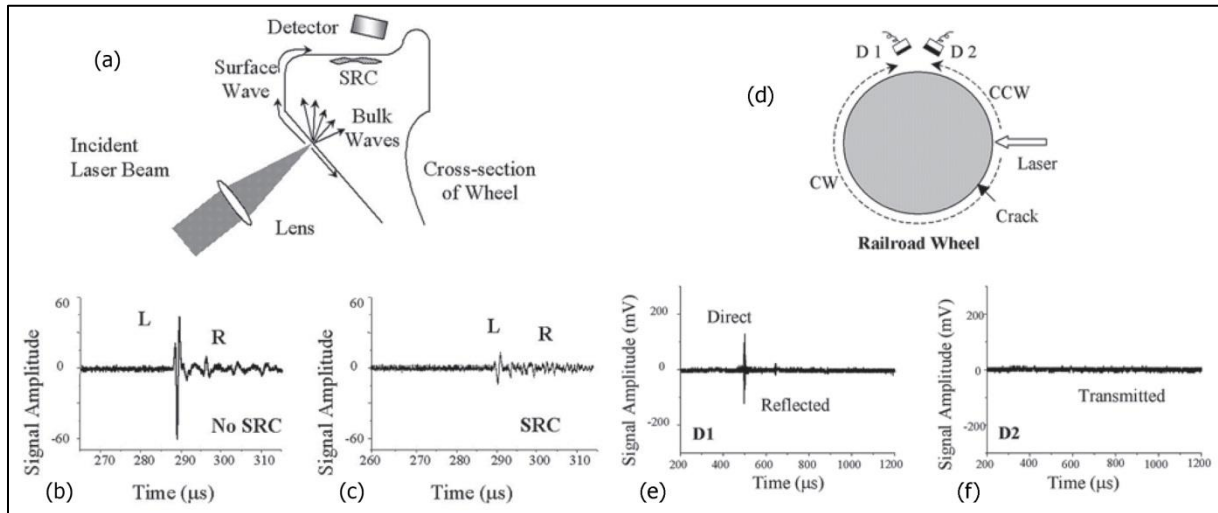 (a)
Detector
SRC
Surface
Wave
Bulk
Waves
Incident
Laser Beam
Lens
Cross-section
of Wheel
(d)
D 1
D 2
CCW
CW
Laser
Crack
Railroad Wheel
(b)
Signal Amplitude
60
0
-60
L
R
No SRC
270 280 290 300 310
Time (μs)
(c)
Signal Amplitude
60
0
-60
L
R
SRC
260 270 280 290 300 310
Time (μs)
(e)
Signal Amplitude (mV)
200
0
-200
Direct
Reflected
D1
200 400 600 800 1000 1200
Time (μs)
(f)
Signal Amplitude (mV)
200
0
-200
Transmitted
D2
200 400 600 800 1000 1200
Time (μs)